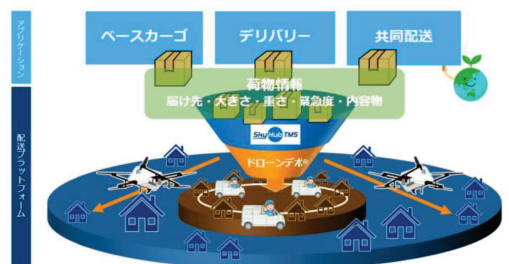 アプリケーション
ベースカーゴ
デリバリー
共同配送
荷物情報
届け先・大きさ・重さ・緊急度・内容物
SkyHub TMS
ドローンデポ®
配送プラットフォーム